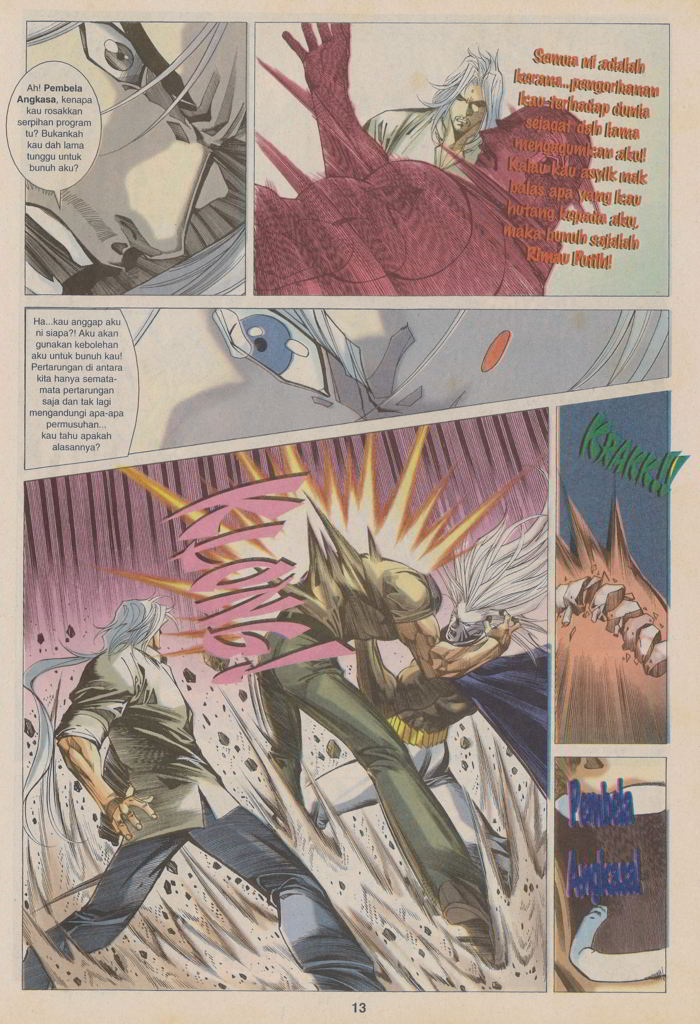 Ah! Pembela
Angkasa, kenapa
kau rosakkan
serpihan program
tu? Bukankah
kau dah lama
tunggu untuk
bunuh aku?
Semua ni adalah
kerana..pengorbanan
kau terhadap dunia
sejagat dah lama
mengagumkan aku!
Kalau kau asyik nak
balas apa yang kau
hutang kepada aku,
maka bunuh sajalah
Rimau Putih!
Ha...kau anggap aku
ni siapa?! Aku akan
gunakan kebolehan
aku untuk bunuh kau!
Pertarungan di antara
kita hanya semata-
mata pertarungan
saja dan tak lagi
mengandungi apa-apa
permusuhan...
kau tahu apakah
alasannya?
KLONG!
KRAKK!!
Pembela
Angkasa!
13